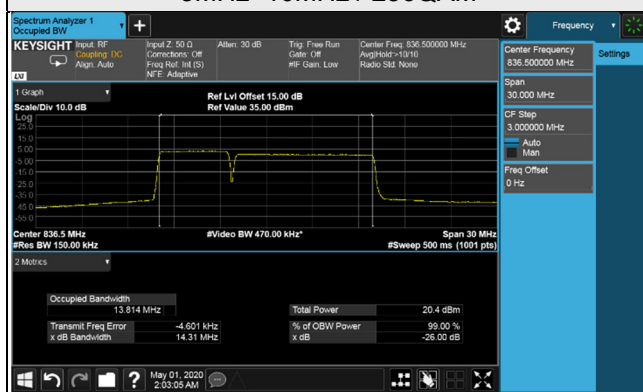 5MHz+10MHz / 256QAM
Spectrum Analyzer 1
Occupied BW
Frequency
KEYSIGHT
Input: RF
Coupling: DC
Align: Auto
Input Z: 50 Ω
Corrections: Off
Freq Ref: Int (S)
NFE: Adaptive
Atten: 30 dB
Trig: Free Run
Gate: Off
#IF Gain: Low
Center Freq: 836.500000 MHz
Avg|Hold:>10/10
Radio Std: None
LXI
Center Frequency
836.500000 MHz
Settings
Span
30.000 MHz
CF Step
3.000000 MHz
Auto
Man
Freq Offset
0 Hz
1 Graph
Scale/Div 10.0 dB
Ref Lvl Offset 15.00 dB
Ref Value 35.00 dBm
Log
25.0
15.0
5.00
-5.00
-15.0
-25.0
-35.0
-45.0
-55.0
Center 836.5 MHz
#Res BW 150.00 kHz
#Video BW 470.00 kHz*
Span 30 MHz
#Sweep 500 ms (1001 pts)
2 Metrics
Occupied Bandwidth
13.814 MHz
Total Power 20.4 dBm
Transmit Freq Error -4.601 kHz
% of OBW Power 99.00 %
x dB Bandwidth 14.31 MHz
x dB -26.00 dB
?
May 01, 2020
2:03:05 AM